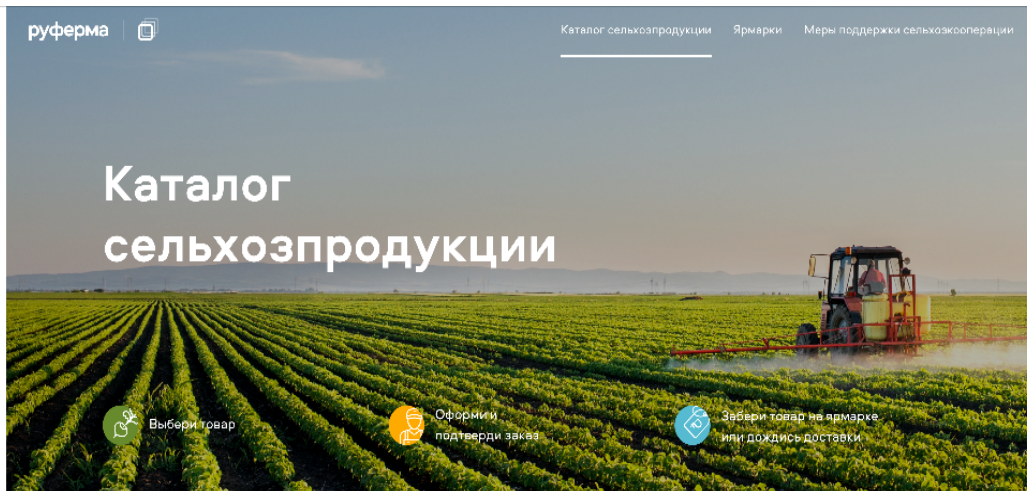 руферма
Каталог сельхозпродукции Ярмарки Меры поддержки сельхозкооперации
Каталог
сельхозпродукции
Выбери товар
Оформи и
подтверди заказ
Забери товар на ярмарке
или дождись доставки